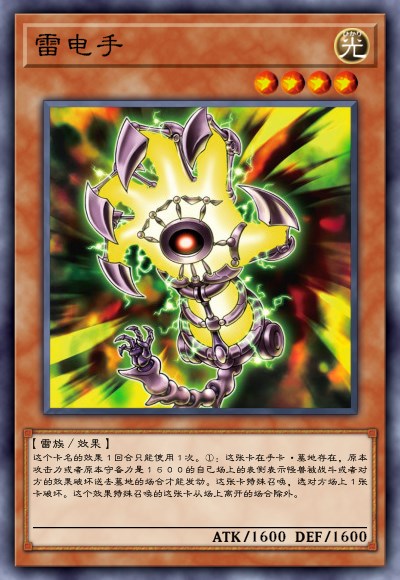 雷电手
光
【雷族／效果】
这个卡名的效果1回合只能使用1次。①：这张卡在手卡·墓地存在，原本
攻击力或者原本守备力是1600的自己场上的表侧表示怪兽被战斗或者对
方的效果破坏送去墓地的场合才能发动。这张卡特殊召唤，选对方场上1张
卡破坏。这个效果特殊召唤的这张卡从场上离开的场合除外。
ATK/1600 DEF/1600